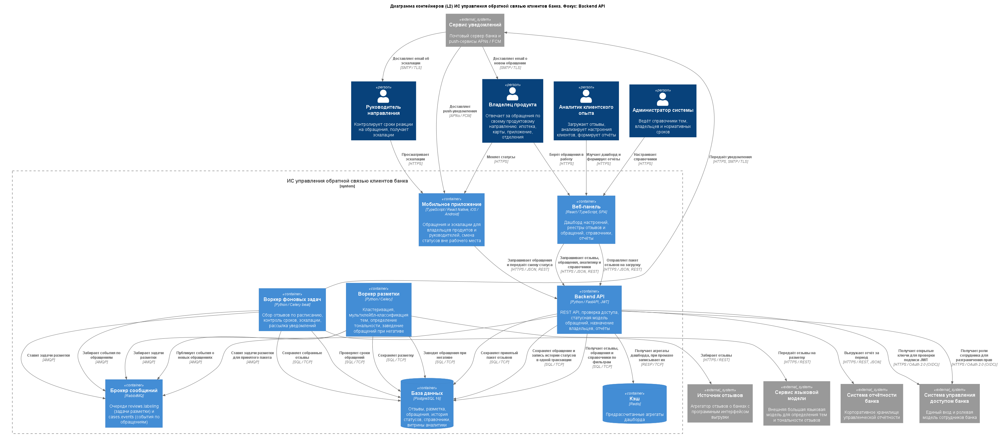 Диаграмма контейнеров (L2) ИС управления обратной связью клиентов банка. Фокус: Backend API
«external_system»
Сервис уведомлений
Почтовый сервер банка и
push-сервисы APNs / FCM
Доставляет email об
эскалации
[SMTP / TLS]
Доставляет email о
новом обращении
[SMTP / TLS]
Доставляет
push-уведомления
[APNs / FCM]
«person»
Руководитель
направления
Контролирует сроки реакции
на обращения, получает
эскалации
«person»
Владелец продукта
Отвечает за обращения по
своему продуктовому
направлению: ипотека,
карты, приложение,
отделения
«person»
Аналитик клиентского
опыта
Загружает отзывы,
анализирует настроения
клиентов, формирует отчёты
«person»
Администратор системы
Ведёт справочники тем,
владельцев и нормативных
сроков
Просматривает
эскалации
[HTTPS]
Меняет статусы
[HTTPS]
Берёт обращения в
работу
[HTTPS]
Изучает дашборд и
формирует отчёты
[HTTPS]
Настраивает
справочники
[HTTPS]
Передаёт уведомления
[HTTPS, SMTP / TLS]
ИС управления обратной связью клиентов банка
[system]
«container»
Мобильное приложение
[TypeScript / React Native, iOS /
Android]
Обращения и эскалации для
владельцев продуктов и
руководителей, смена
статусов вне рабочего места
«container»
Веб-панель
[React / TypeScript, SPA]
Дашборд настроений,
реестры отзывов и
обращений, справочники,
отчёты
Запрашивает обращения
и передаёт смену статуса
[HTTPS / JSON, REST]
Запрашивает отзывы,
обращения, аналитику и
справочники
[HTTPS / JSON, REST]
Отправляет пакет
отзывов на загрузку
[HTTPS / JSON, REST]
«container»
Воркер фоновых задач
[Python / Celery beat]
Сбор отзывов по расписанию,
контроль сроков, эскалации,
рассылка уведомлений
«container»
Воркер разметки
[Python / Celery]
Кластеризация,
мультилейбл-классификация
тем, определение
тональности, заведение
обращений при негативе
«container»
Backend API
[Python / FastAPI, JWT]
REST API, проверка доступа,
статусная модель
обращений, назначение
владельцев, отчёты
Ставит задачи разметки
[AMQP]
Забирает события по
обращениям
[AMQP]
Забирает задачи
разметки
[AMQP]
Публикует события о
новых обращениях
[AMQP]
Ставит задачи разметки
для принятого пакета
[AMQP]
Сохраняет собранные
отзывы
[SQL / TCP]
Проверяет сроки
обращений
[SQL / TCP]
Сохраняет разметку
[SQL / TCP]
Заводит обращения при
негативе
[SQL / TCP]
Сохраняет принятый
пакет отзывов
[SQL / TCP]
Сохраняет обращение и
запись истории статусов
в одной транзакции
[SQL / TCP]
Получает отзывы,
обращения и
справочники по
фильтрам
[SQL / TCP]
Получает агрегаты
дашборда, при промахе
записывает их
[RESP / TCP]
Забирает отзывы
[HTTPS / REST]
Передаёт отзывы на
разметку
[HTTPS / REST]
Выгружает отчёт за
период
[HTTPS / REST, JSON]
Получает открытые
ключи для проверки
подписи JWT
[HTTPS / OAuth 2.0 (OIDC)]
Получает роли
сотрудника для
разграничения прав
[HTTPS / OAuth 2.0 (OIDC)]
«container»
Брокер сообщений
[RabbitMQ]
Очереди reviews.labeling
(задачи разметки) и
cases.events (события по
обращениям)
«container»
База данных
[PostgreSQL 16]
Отзывы, разметка,
обращения, история
статусов, справочники,
витрины аналитики
«container»
Кэш
[Redis]
Предрассчитанные агрегаты
дашборда
«external_system»
Источник отзывов
Агрегатор отзывов о банках с
программным интерфейсом
выгрузки
«external_system»
Сервис языковой
модели
Внешняя большая языковая
модель для определения тем
и тональности отзывов
«external_system»
Система отчётности
банка
Корпоративное хранилище
управленческой отчётности
«external_system»
Система управления
доступом банка
Единый вход и ролевая
модель сотрудников банка